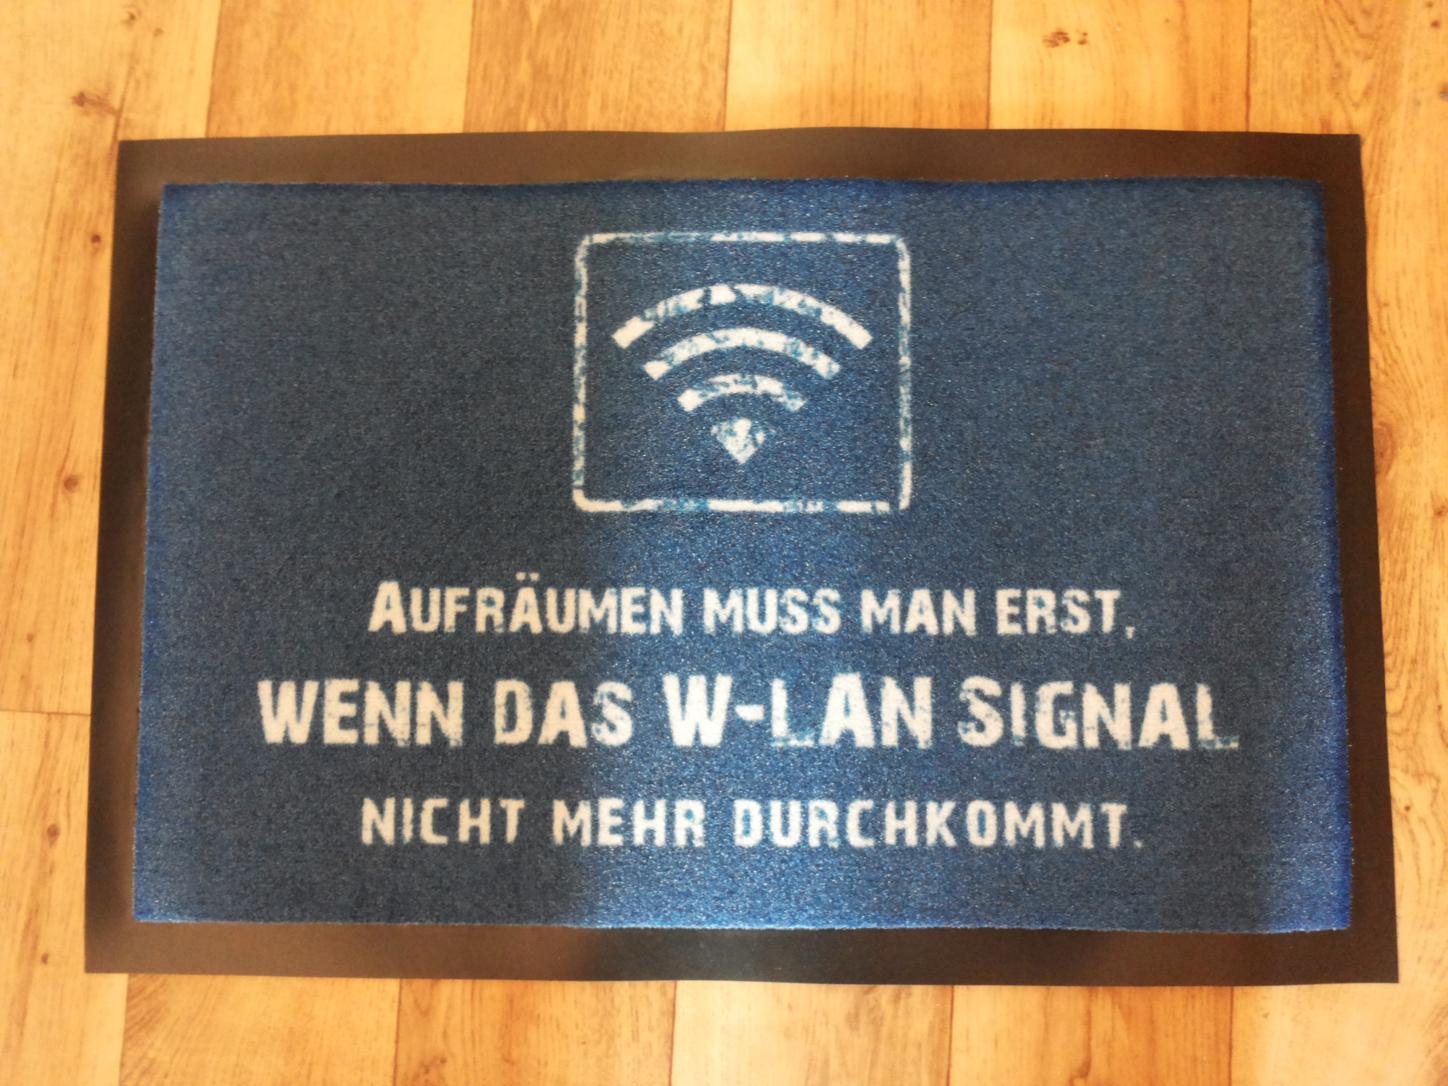 AUFRÄUMEN MUSS MAN ERST,
WENN DAS W-LAN SIGNAL
NICHT MEHR DURCHKOMMT.